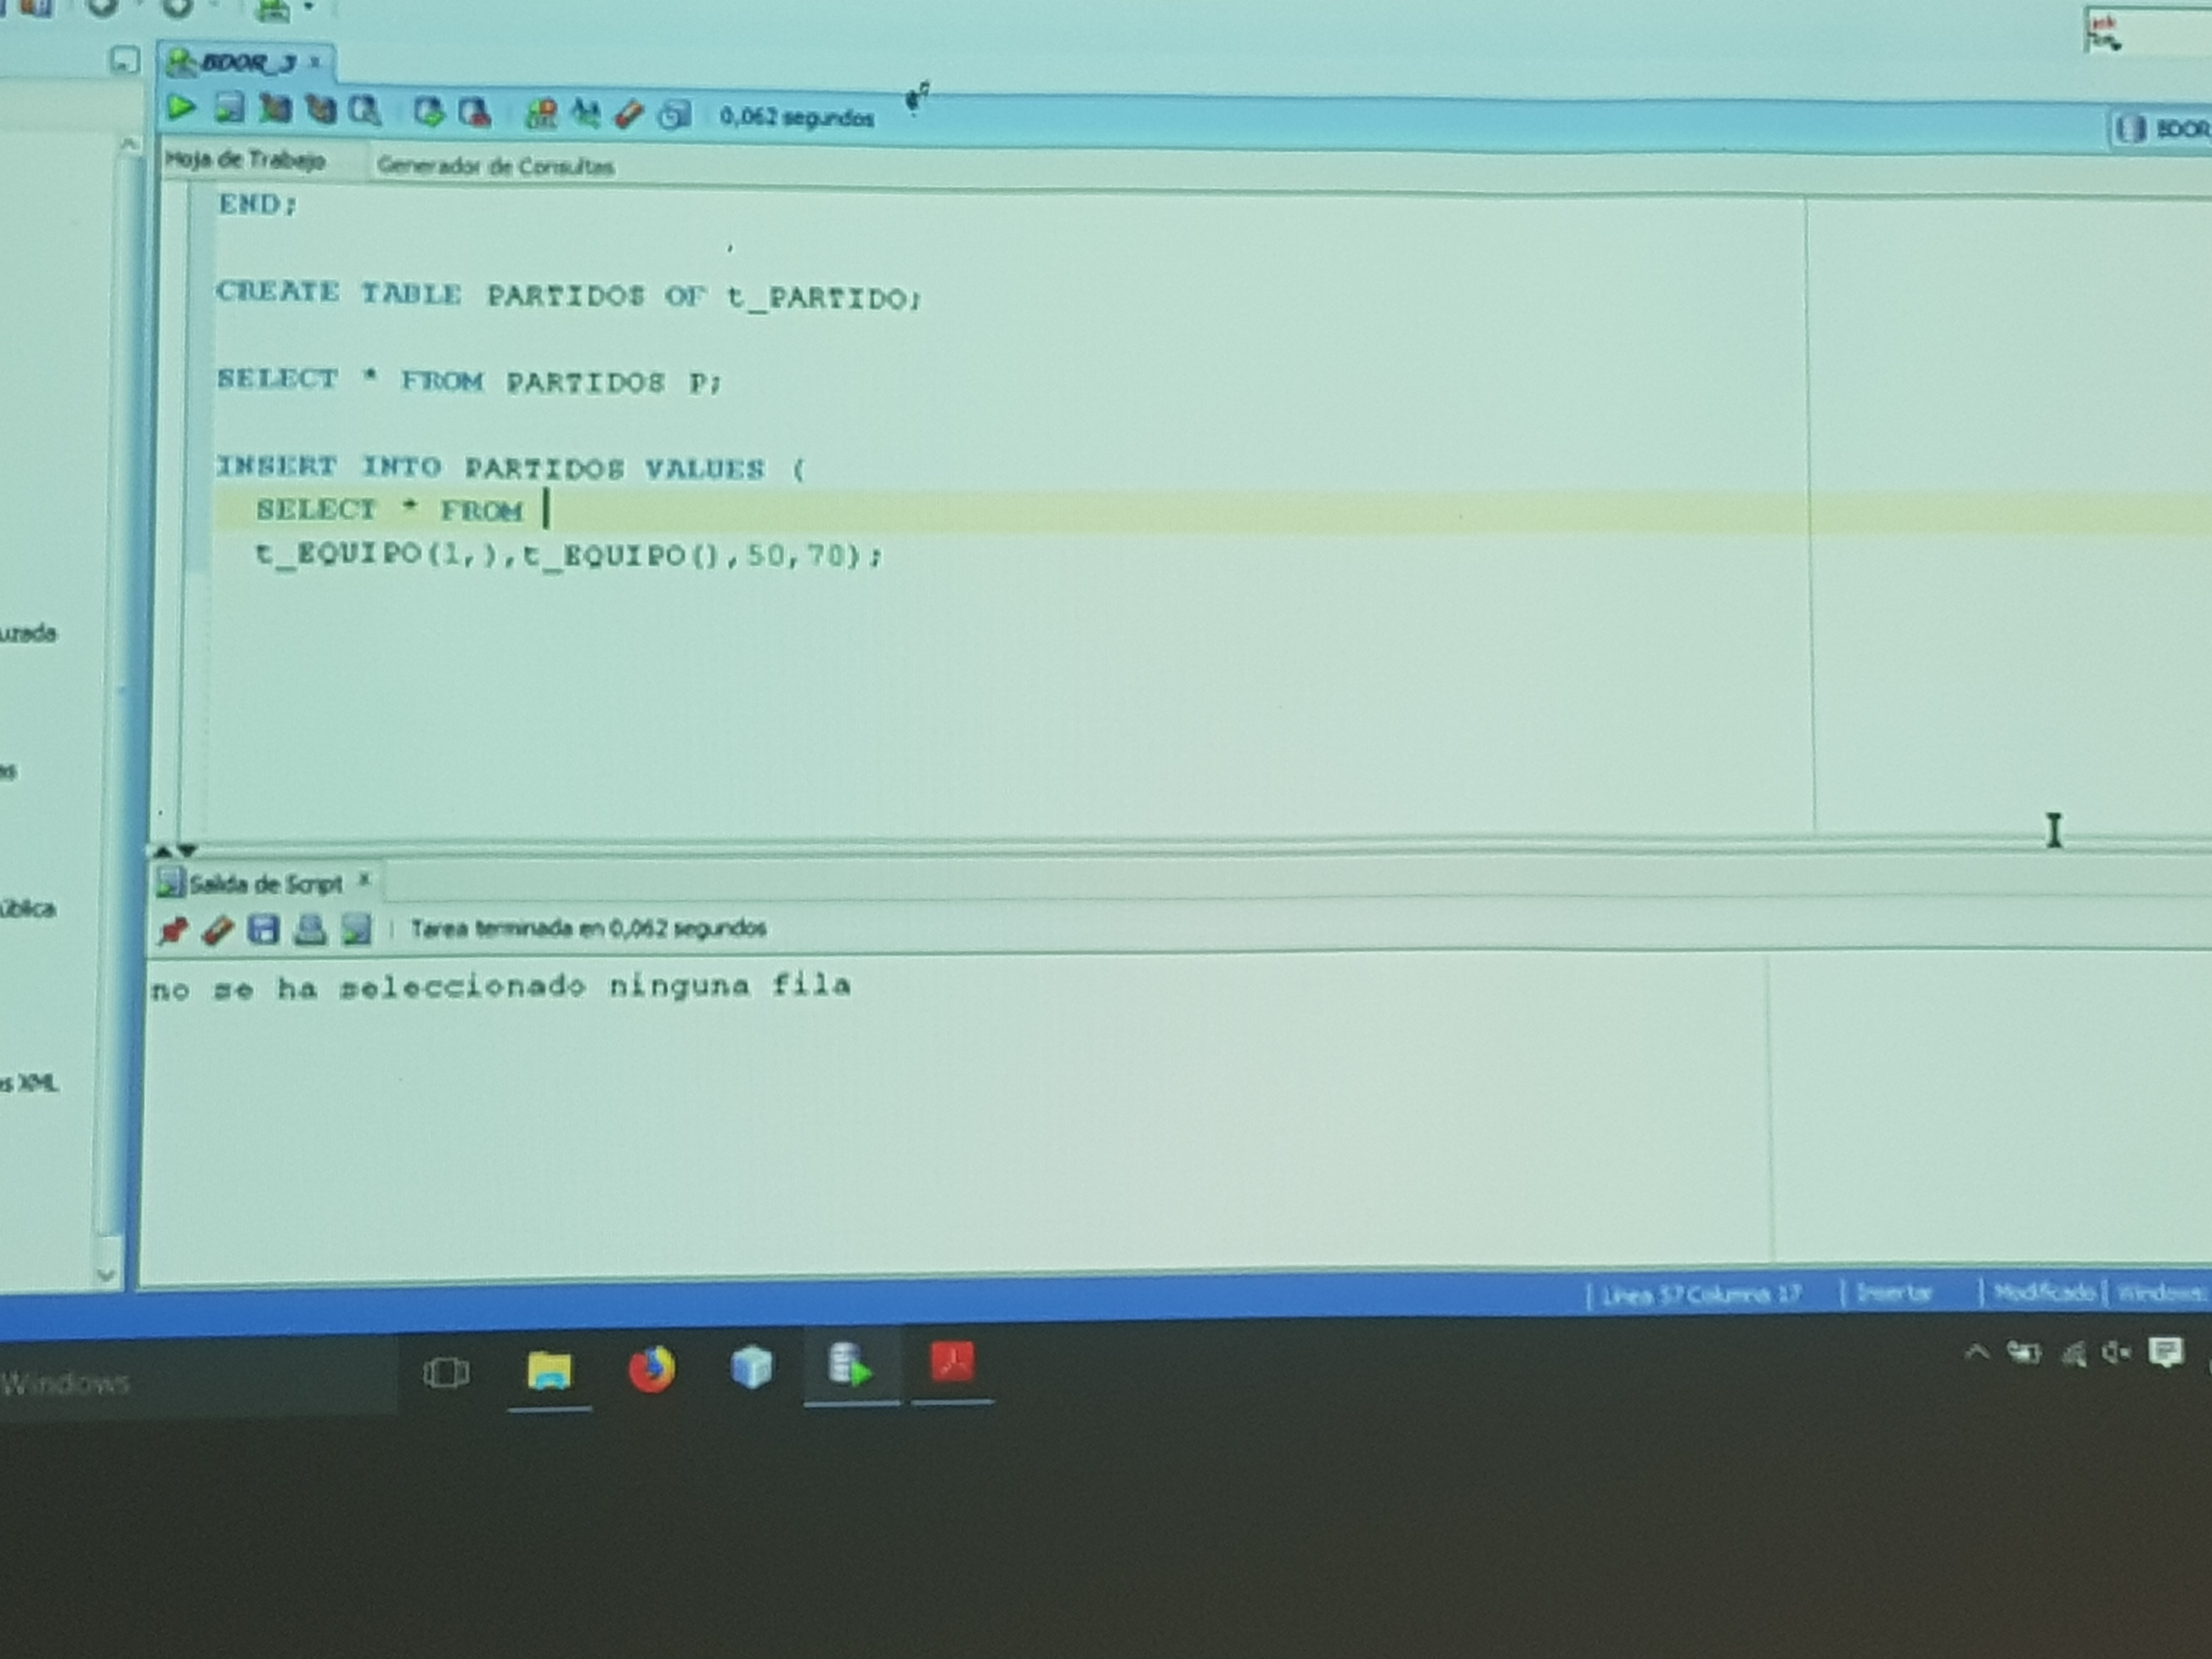 BDOR_3
0,062 segundos
BDOR
Hoja de Trabajo Generador de Consultas
END;
CREATE TABLE PARTIDOS OF t_PARTIDO;
SELECT * FROM PARTIDOS P;
INSERT INTO PARTIDOS VALUES (
SELECT * FROM
t_EQUIPO(1,),t_EQUIPO(),50,70);
urada
as
ública
as XML
Salida de Script
Tarea terminada en 0,062 segundos
no se ha seleccionado ninguna fila
Línea 57 Columna 17 Insertar Modificado Windows:
Windows